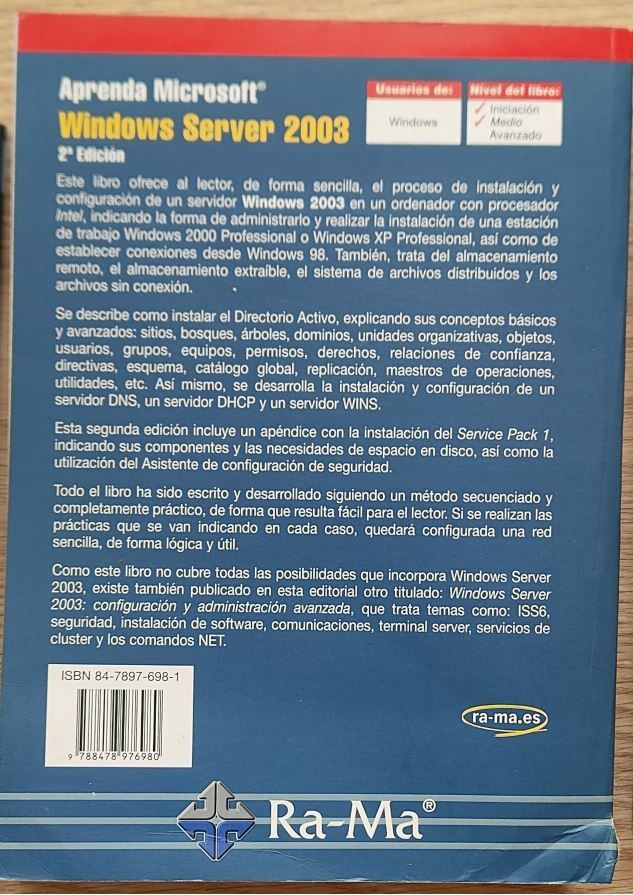 Aprenda Microsoft®
Windows Server 2003
2ª Edición
Usuarios de:
Windows
Nivel del libro:
✓ Iniciación
✓ Medio
Avanzado
Este libro ofrece al lector, de forma sencilla, el proceso de instalación y
configuración de un servidor Windows 2003 en un ordenador con procesador
Intel, indicando la forma de administrarlo y realizar la instalación de una estación
de trabajo Windows 2000 Professional o Windows XP Professional, así como de
establecer conexiones desde Windows 98. También, trata del almacenamiento
remoto, el almacenamiento extraíble, el sistema de archivos distribuídos y los
archivos sin conexión.
Se describe como instalar el Directorio Activo, explicando sus conceptos básicos
y avanzados: sitios, bosques, árboles, dominios, unidades organizativas, objetos,
usuarios, grupos, equipos, permisos, derechos, relaciones de confianza,
directivas, esquema, catálogo global, replicación, maestros de operaciones,
utilidades, etc. Así mismo, se desarrolla la instalación y configuración de un
servidor DNS, un servidor DHCP y un servidor WINS.
Esta segunda edición incluye un apéndice con la instalación del Service Pack 1,
indicando sus componentes y las necesidades de espacio en disco, así como la
utilización del Asistente de configuración de seguridad.
Todo el libro ha sido escrito y desarrollado siguiendo un método secuenciado y
completamente práctico, de forma que resulta fácil para el lector. Si se realizan las
prácticas que se van indicando en cada caso, quedará configurada una red
sencilla, de forma lógica y útil.
Como este libro no cubre todas las posibilidades que incorpora Windows Server
2003, existe también publicado en esta editorial otro titulado: Windows Server
2003: configuración y administración avanzada, que trata temas como: ISS6,
seguridad, instalación de software, comunicaciones, terminal server, servicios de
cluster y los comandos NET.
ISBN 84-7897-698-1
9 788478 976980
ra-ma.es
Ra-Ma®